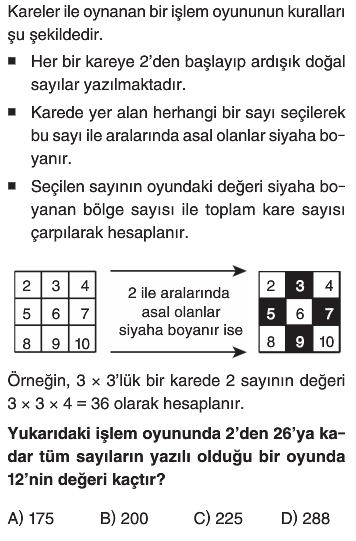 Kareler ile oynanan bir işlem oyununun kuralları
şu şekildedir.
■ Her bir kareye 2'den başlayıp ardışık doğal
sayılar yazılmaktadır.
■ Karede yer alan herhangi bir sayı seçilerek
bu sayı ile aralarında asal olanlar siyaha bo-
yanır.
■ Seçilen sayının oyundaki değeri siyaha bo-
yanan bölge sayısı ile toplam kare sayısı
çarpılarak hesaplanır.
2 3 4
5 6 7
8 9 10
2 ile aralarında
asal olanlar
siyaha boyanır ise
2 3 4
5 6 7
8 9 10
Örneğin, 3 × 3'lük bir karede 2 sayının değeri
3 × 3 × 4 = 36 olarak hesaplanır.
Yukarıdaki işlem oyununda 2'den 26'ya ka-
dar tüm sayıların yazılı olduğu bir oyunda
12'nin değeri kaçtır?
A) 175 B) 200 C) 225 D) 288